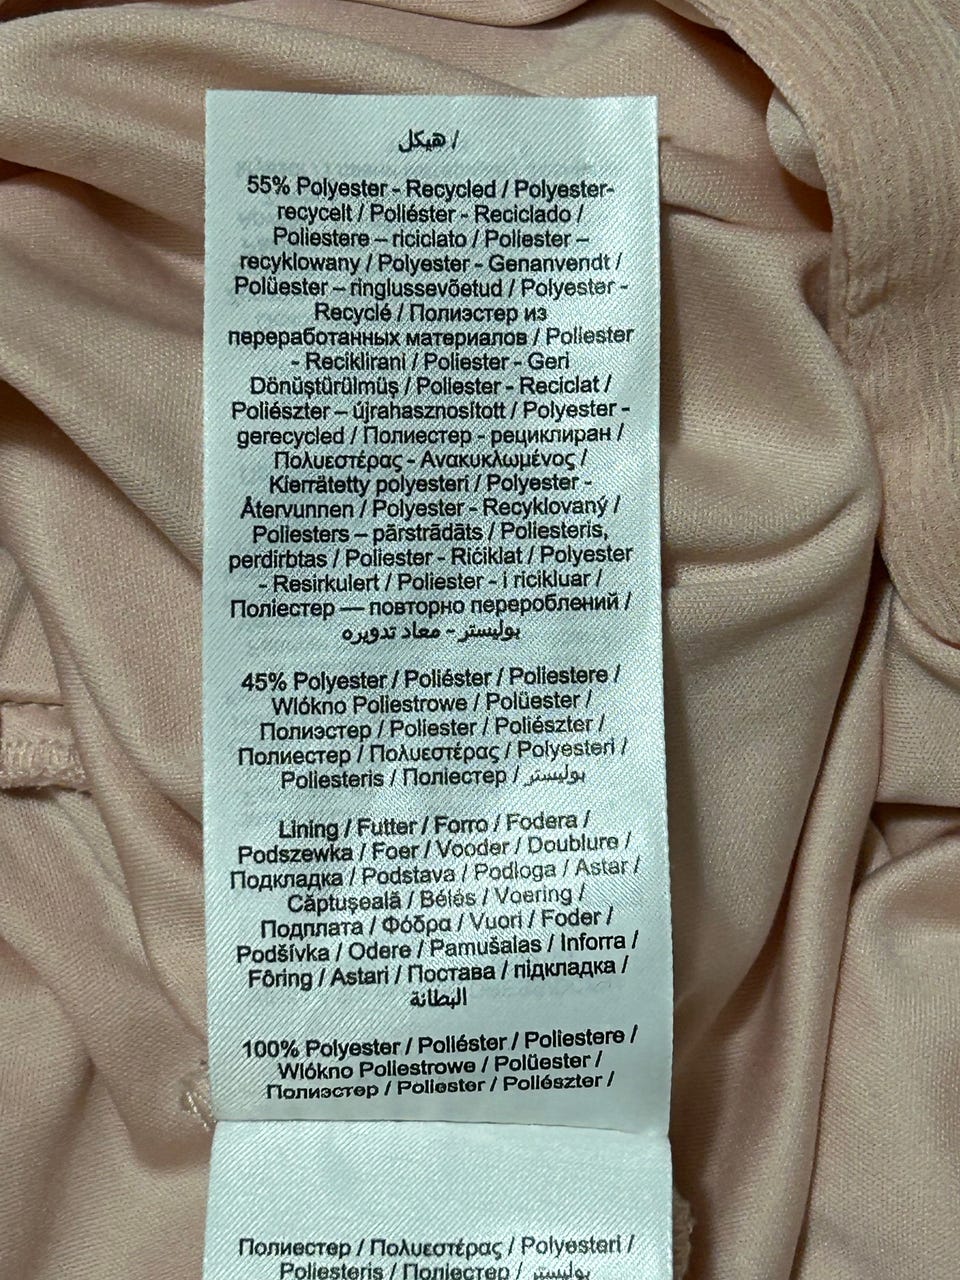 / هيكل
55% Polyester - Recycled / Polyester-
recycelt / Poliéster - Reciclado /
Poliestere – riciclato / Poliester –
recyklowany / Polyester - Genanvendt /
Polüester – ringlussevõetud / Polyester -
Recyclé / Полиэстер из
переработанных материалов / Poliester
- Reciklirani / Poliester - Geri
Dönüştürülmüş / Poliester - Reciclat /
Poliészter – újrahasznosított / Polyester -
gerecycled / Полиестер - рециклиран /
Πολυεστέρας - Ανακυκλωμένος /
Kierrätetty polyesteri / Polyester -
Återvunnen / Polyester - Recyklovaný /
Poliesters – pārstrādāts / Poliesteris,
perdirbtas / Poliester - Riċiklat / Polyester
- Resirkulert / Poliester - i ricikluar /
Поліестер — повторно перероблений /
بوليستر - معاد تدويره
45% Polyester / Poliéster / Poliestere /
Wlókno Poliestrowe / Polüester /
Полиэстер / Poliester / Poliészter /
Полиестер / Πολυεστέρας / Polyesteri /
Poliesteris / Поліестер / بوليستر
Lining / Futter / Forro / Fodera /
Podszewka / Foer / Vooder / Doublure /
Подкладка / Podstava / Podloga / Astar /
Căptușeală / Bélés / Voering /
Подплата / Φόδρα / Vuori / Foder /
Podšívka / Odere / Pamušalas / Inforra /
Fôring / Astari / Постава / підкладка /
البطانة
100% Polyester / Poliéster / Poliestere /
Wlókno Poliestrowe / Polüester /
Полиэстер / Poliester / Poliészter /
Полиестер / Πολυεστέρας / Polyesteri /
Poliesteris / Поліестер / بوليستر